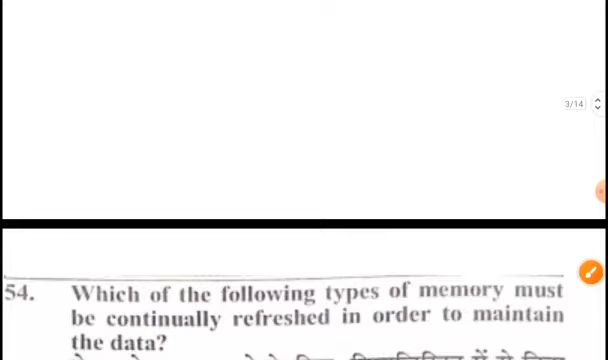 3/14
54. Which of the following types of memory must
be continually refreshed in order to maintain
the data?